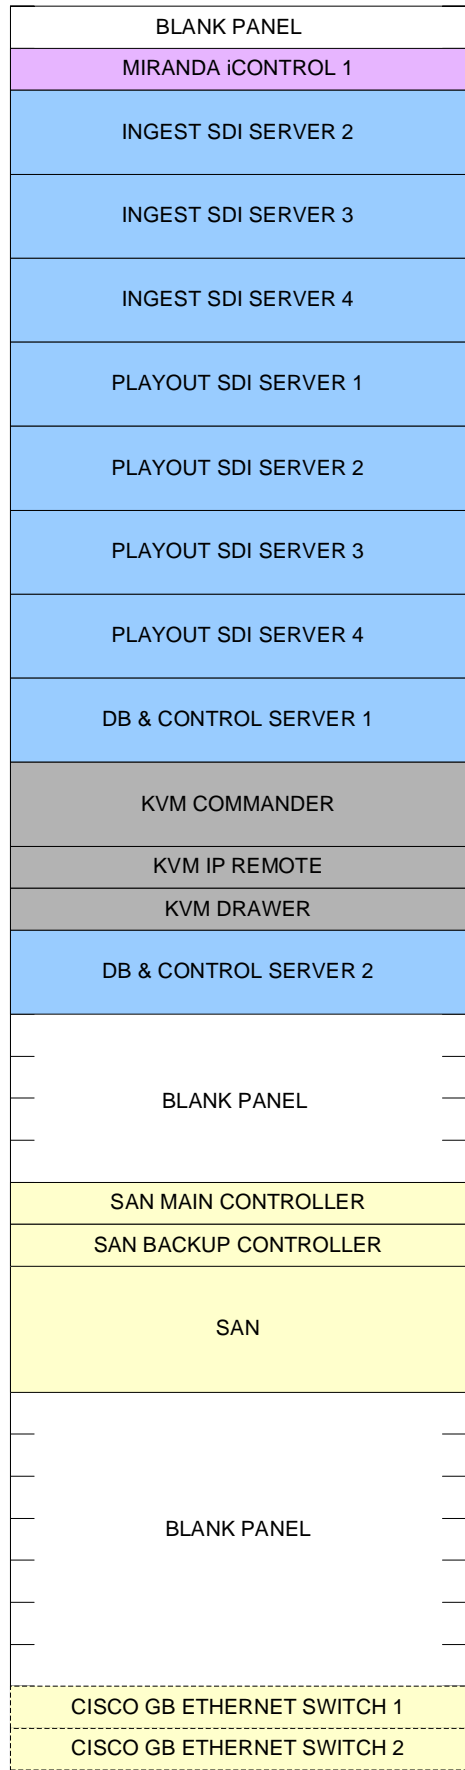 BLANK PANEL
MIRANDA iCONTROL 1
INGEST SDI SERVER 2
INGEST SDI SERVER 3
INGEST SDI SERVER 4
PLAYOUT SDI SERVER 1
PLAYOUT SDI SERVER 2
PLAYOUT SDI SERVER 3
PLAYOUT SDI SERVER 4
DB & CONTROL SERVER 1
KVM COMMANDER
KVM IP REMOTE
KVM DRAWER
DB & CONTROL SERVER 2
BLANK PANEL
SAN MAIN CONTROLLER
SAN BACKUP CONTROLLER
SAN
BLANK PANEL
CISCO GB ETHERNET SWITCH 1
CISCO GB ETHERNET SWITCH 2